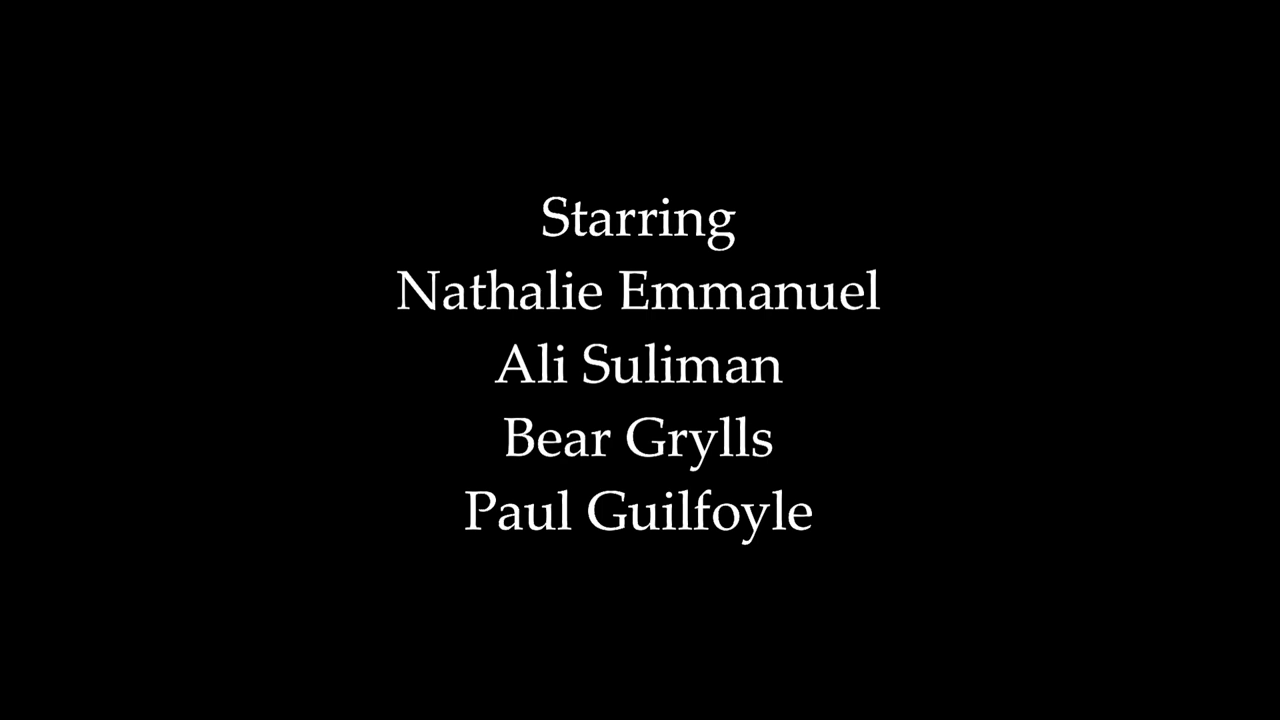 Starring
Nathalie Emmanuel
Ali Suliman
Bear Grylls
Paul Guilfoyle